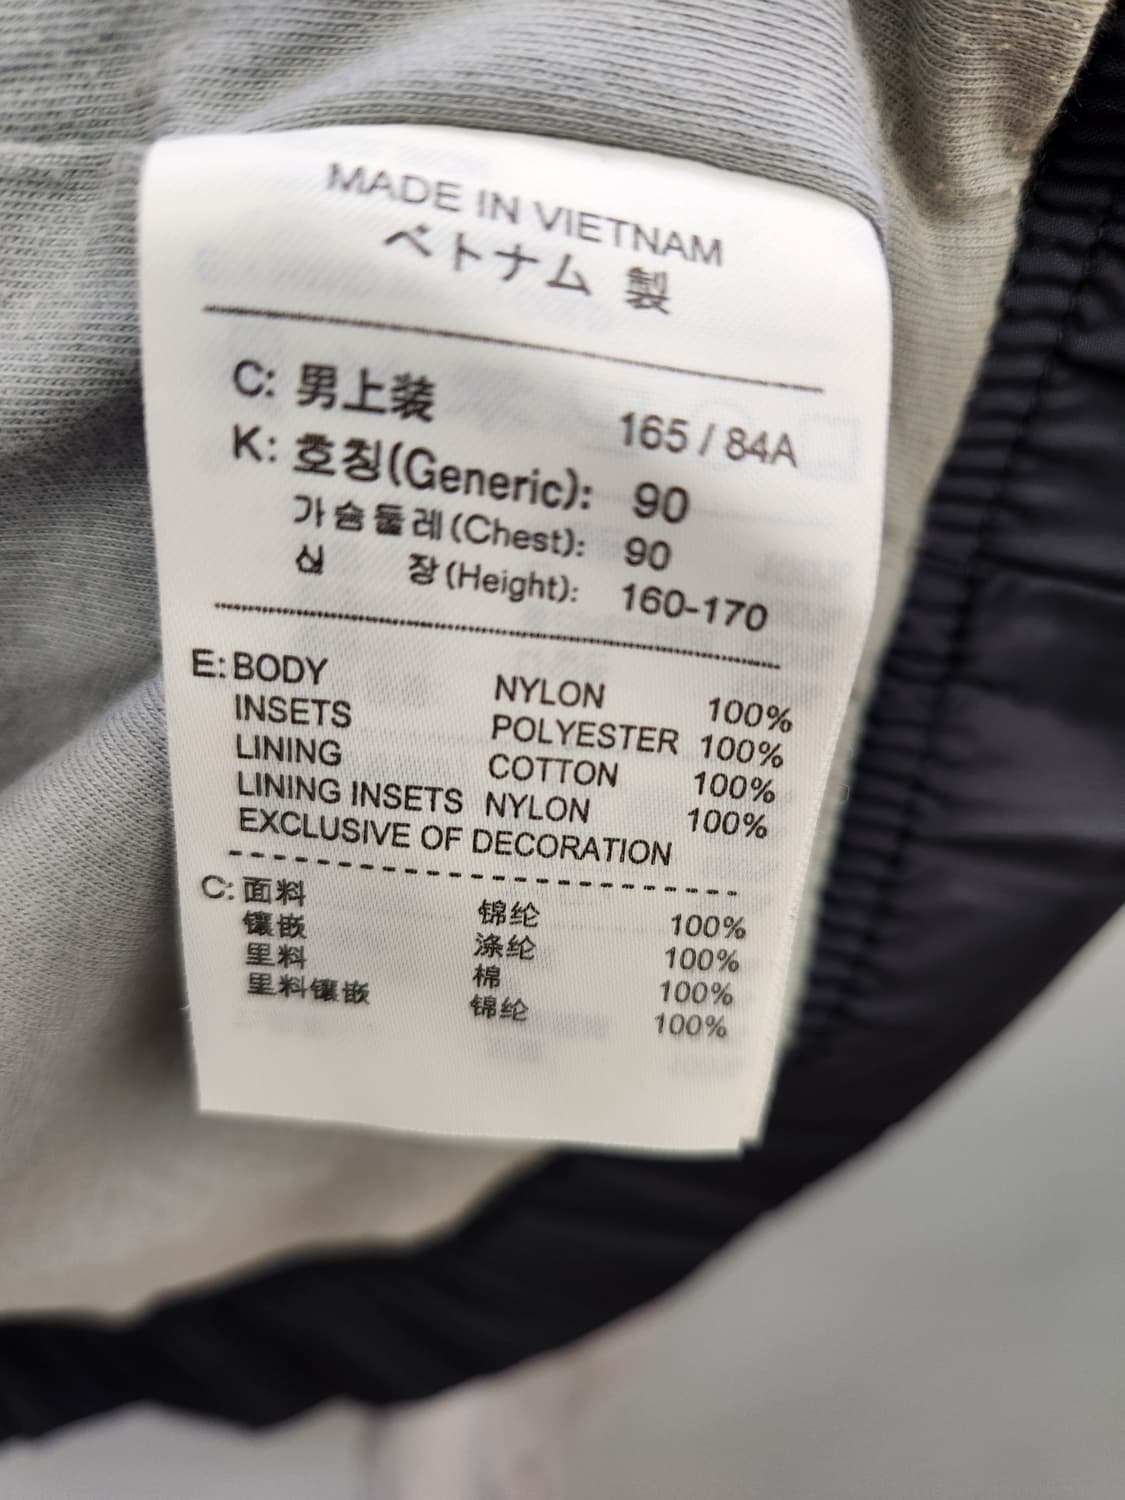 MADE IN VIETNAM
ベトナム 製
C: 男上装 165 / 84A
K: 호칭(Generic): 90
가슴둘레(Chest): 90
신 장(Height): 160-170
E: BODY NYLON 100%
INSETS POLYESTER 100%
LINING COTTON 100%
LINING INSETS NYLON 100%
EXCLUSIVE OF DECORATION
C: 面料 锦纶 100%
镶嵌 涤纶 100%
里料 棉 100%
里料镶嵌 锦纶 100%